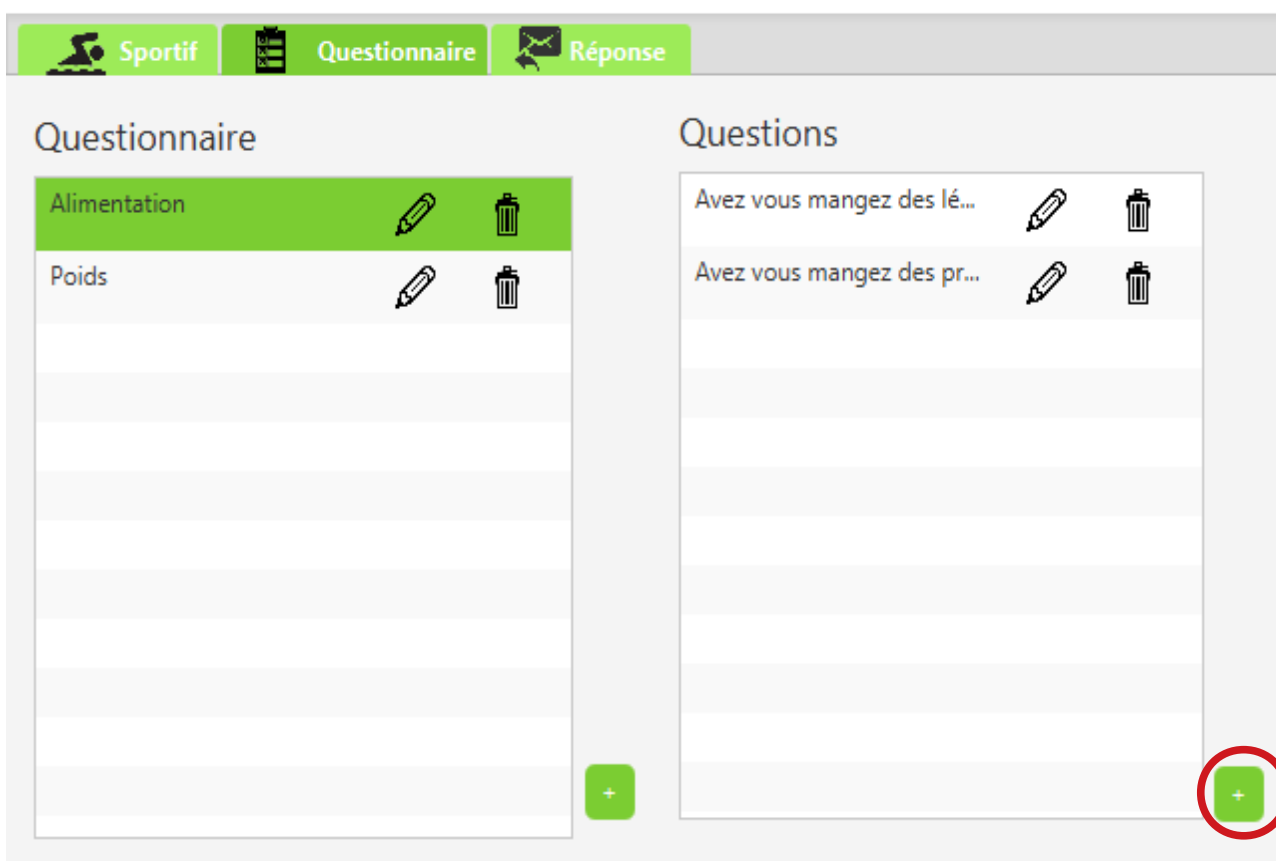 Sportif Questionnaire Réponse
Questionnaire
Alimentation
Poids
+
Questions
Avez vous mangez des lé...
Avez vous mangez des pr...
+